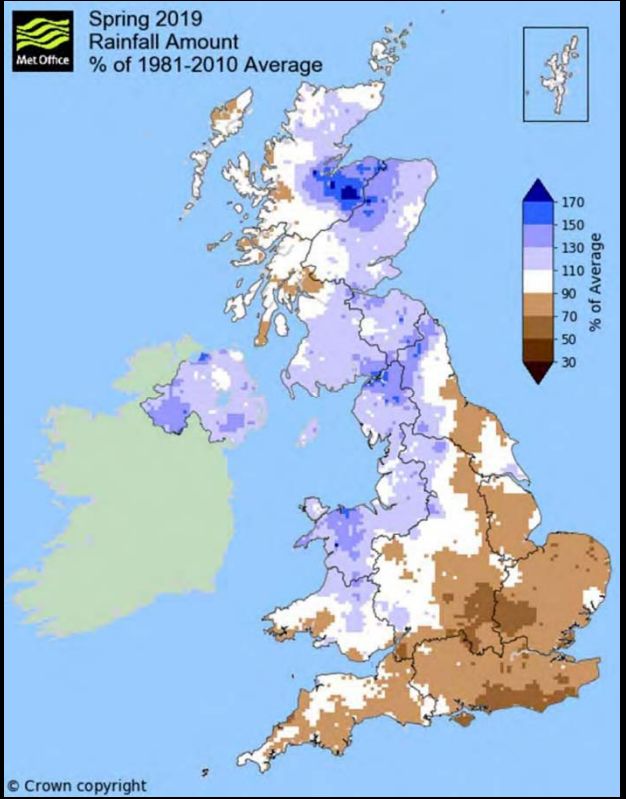 Met Office
Spring 2019
Rainfall Amount
% of 1981-2010 Average
170
150
130
110
90
70
50
30
% of Average
© Crown copyright